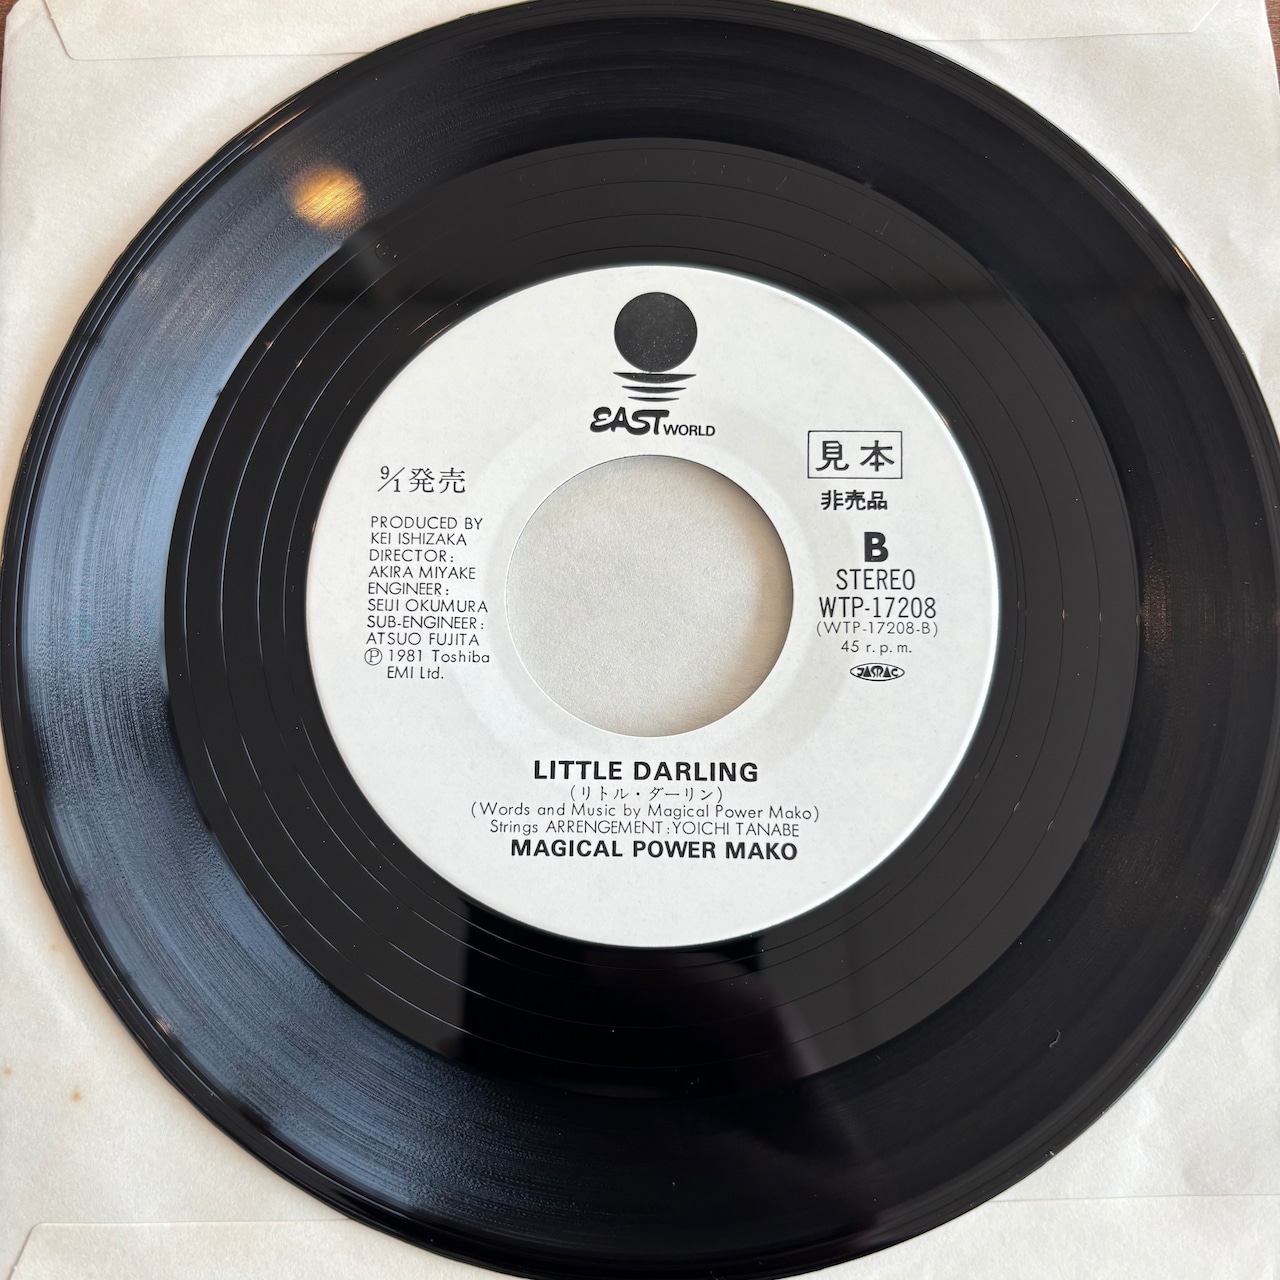 EAST WORLD
9/1 発売
見本
非売品
PRODUCED BY
KEI ISHIZAKA
DIRECTOR:
AKIRA MIYAKE
ENGINEER:
SEIJI OKUMURA
SUB-ENGINEER:
ATSUO FUJITA
Ⓟ 1981 Toshiba
EMI Ltd.
B
STEREO
WTP-17208
(WTP-17208-B)
45 r.p.m.
JASRAC
LITTLE DARLING
(リトル・ダーリン)
(Words and Music by Magical Power Mako)
Strings ARRENGEMENT:YOICHI TANABE
MAGICAL POWER MAKO